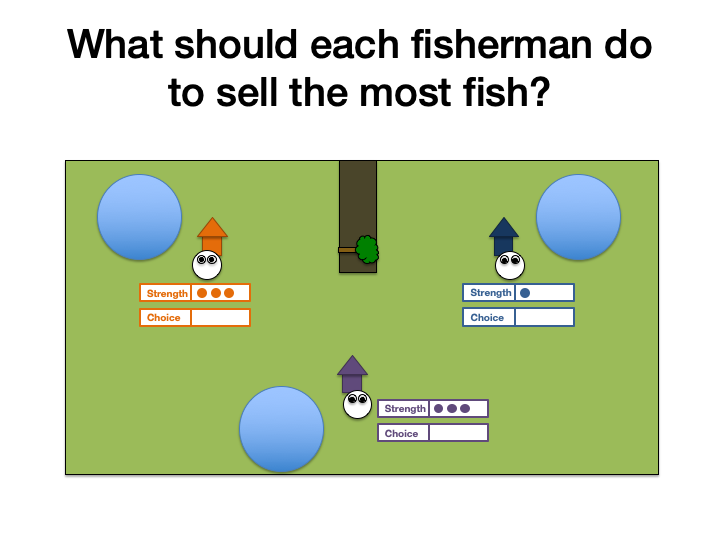 What should each fisherman do
to sell the most fish?
Strength
Choice
Strength
Choice
Strength
Choice